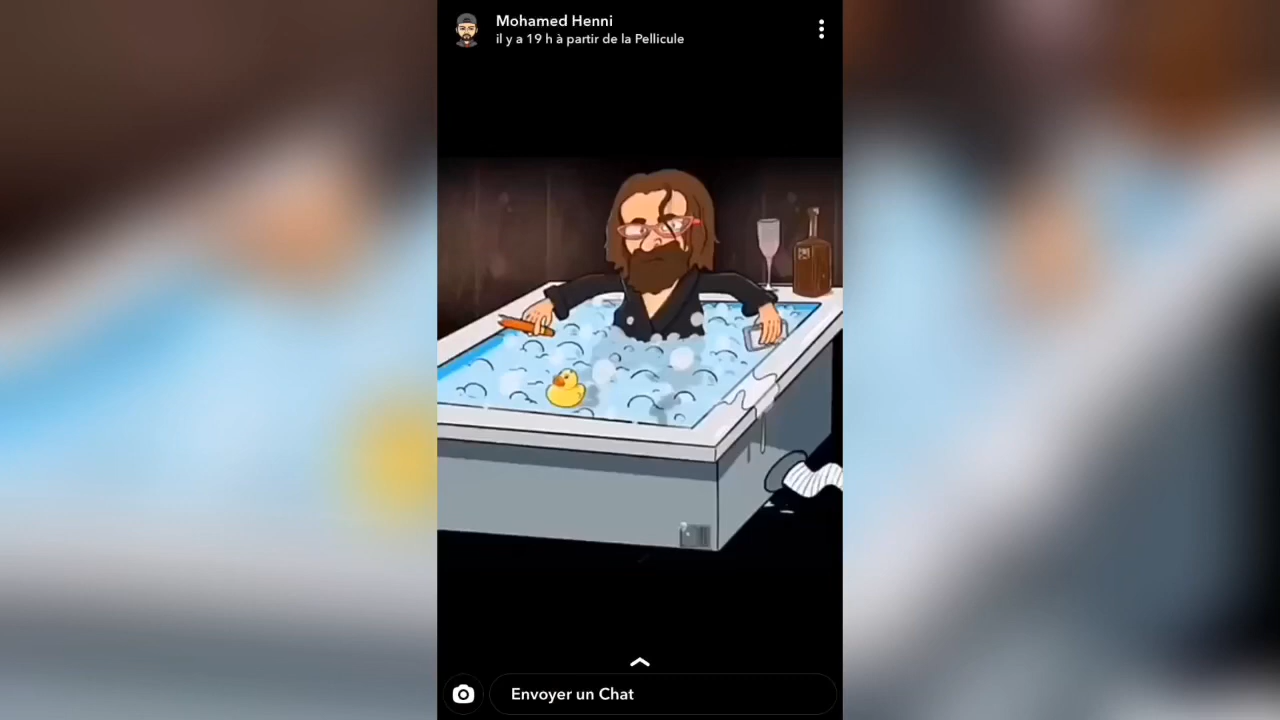 Mohamed Henni
il y a 19 h à partir de la Pellicule
Envoyer un Chat